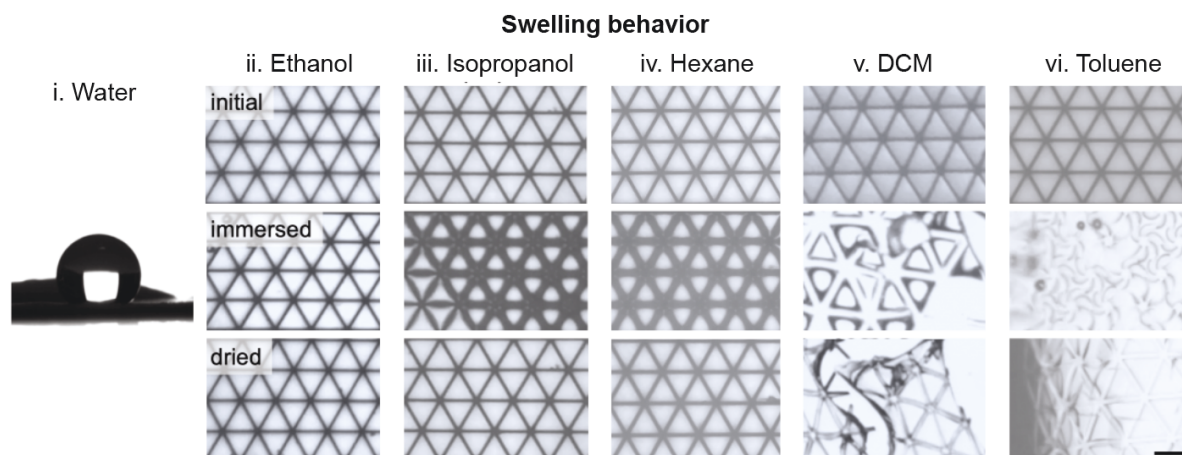 Swelling behavior
i. Water
ii. Ethanol
iii. Isopropanol
iv. Hexane
v. DCM
vi. Toluene
initial
immersed
dried